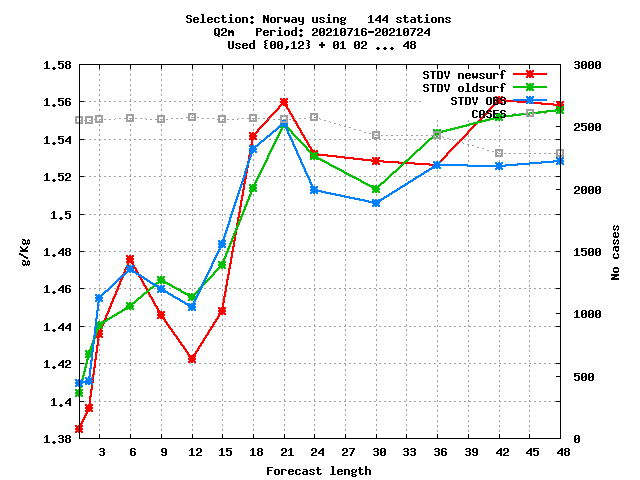 Selection: Norway using   144 stations
Q2m   Period: 20210716-20210724
Used {00,12} + 01 02 ... 48
STDV newsurf
STDV oldsurf
STDV OBS
CASES
g/Kg
1.58
1.56
1.54
1.52
1.5
1.48
1.46
1.44
1.42
1.4
1.38
3000
2500
2000
1500
1000
500
0
No cases
3 6 9 12 15 18 21 24 27 30 33 36 39 42 45 48
Forecast length